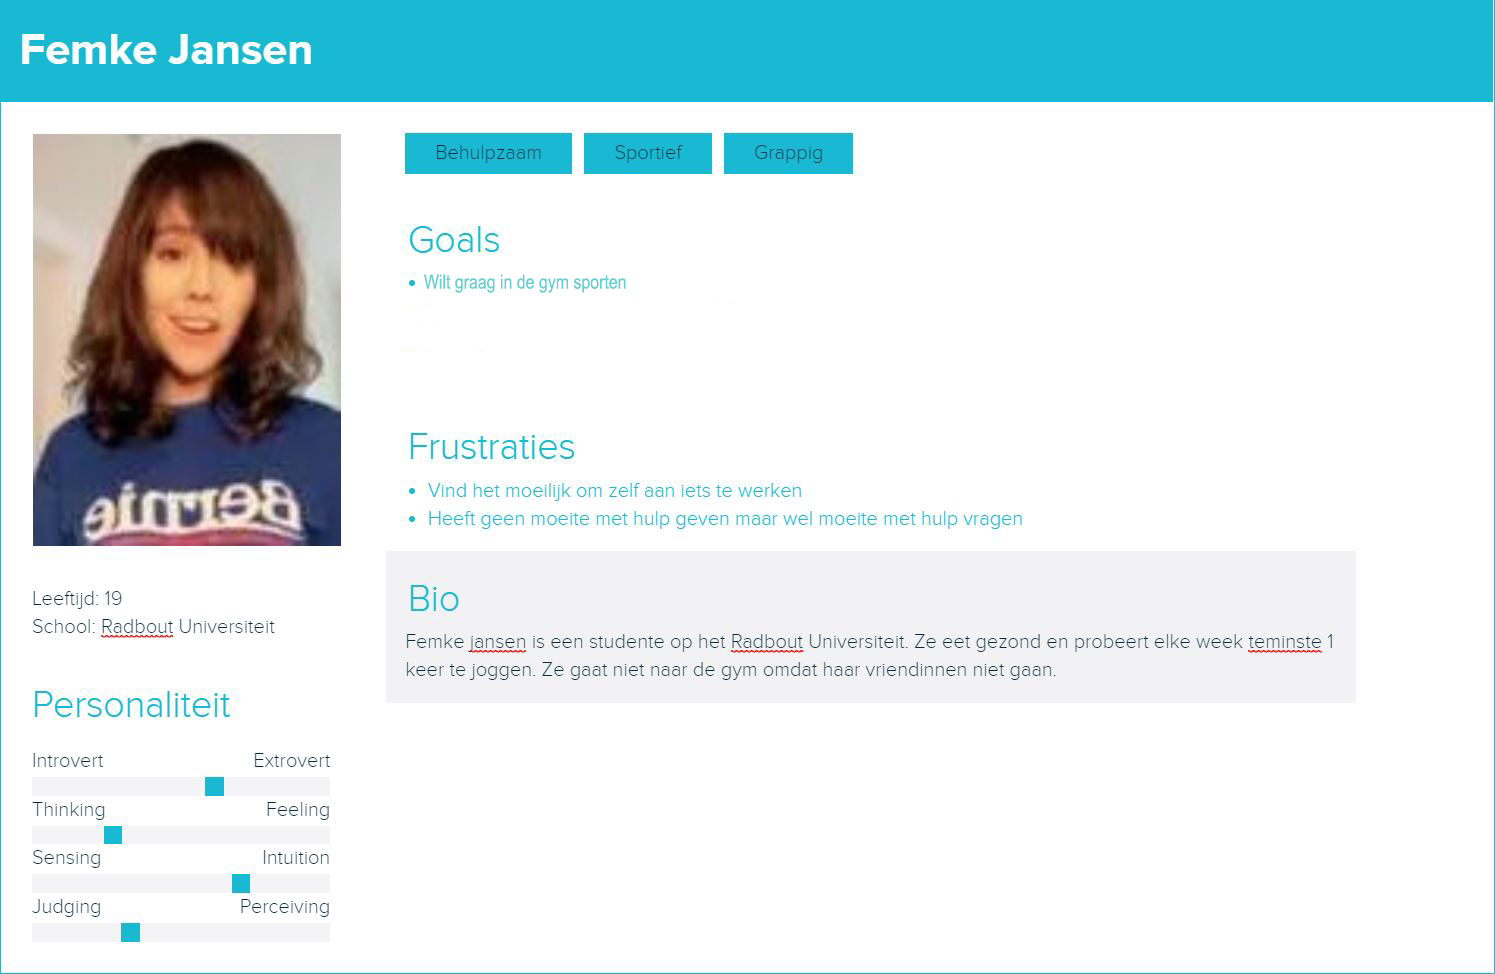 Femke Jansen
Behulpzaam Sportief Grappig
Goals
• Wilt graag in de gym sporten
Frustraties
• Vind het moeilijk om zelf aan iets te werken
• Heeft geen moeite met hulp geven maar wel moeite met hulp vragen
Bernie
Leeftijd: 19
School: Radbout Universiteit
Bio
Femke jansen is een studente op het Radbout Universiteit. Ze eet gezond en probeert elke week teminste 1
keer te joggen. Ze gaat niet naar de gym omdat haar vriendinnen niet gaan.
Personaliteit
Introvert Extrovert
Thinking Feeling
Sensing Intuition
Judging Perceiving